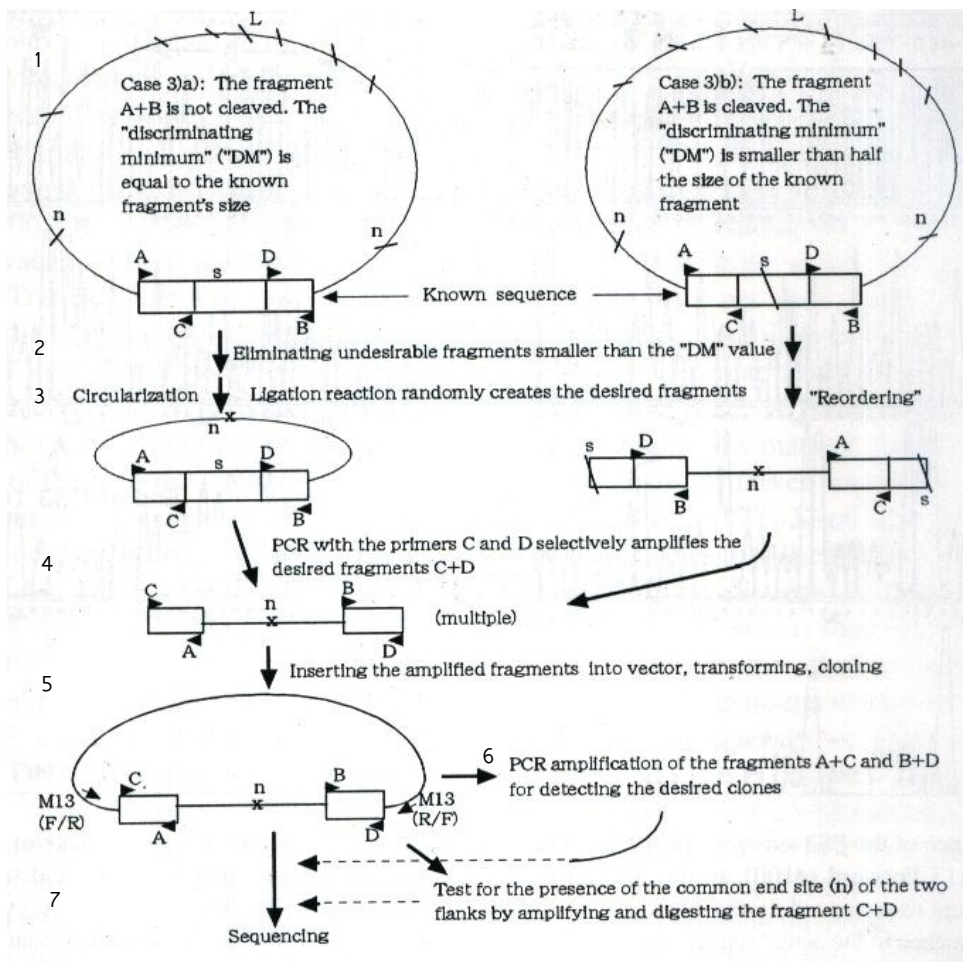 L
L
1
Case 3)a): The fragment
A+B is not cleaved. The
"discriminating
minimum" ("DM") is
equal to the known
fragment's size
Case 3)b): The fragment
A+B is cleaved. The
"discriminating minimum"
("DM") is smaller than half
the size of the known
fragment
n
n
n
n
A
s
D
A
s
D
Known sequence
C
B
C
B
2
Eliminating undesirable fragments smaller than the "DM" value
3
Circularization
Ligation reaction randomly creates the desired fragments
"Reordering"
x
n
A
s
D
C
B
s
D
x
n
A
B
C
s
PCR with the primers C and D selectively amplifies the
desired fragments C+D
4
C
n
x
B
(multiple)
A
D
Inserting the amplified fragments into vector, transforming, cloning
5
6
PCR amplification of the fragments A+C and B+D
for detecting the desired clones
C
n
x
B
M13
(F/R)
M13
(R/F)
A
D
Test for the presence of the common end site (n) of the two
flanks by amplifying and digesting the fragment C+D
7
Sequencing